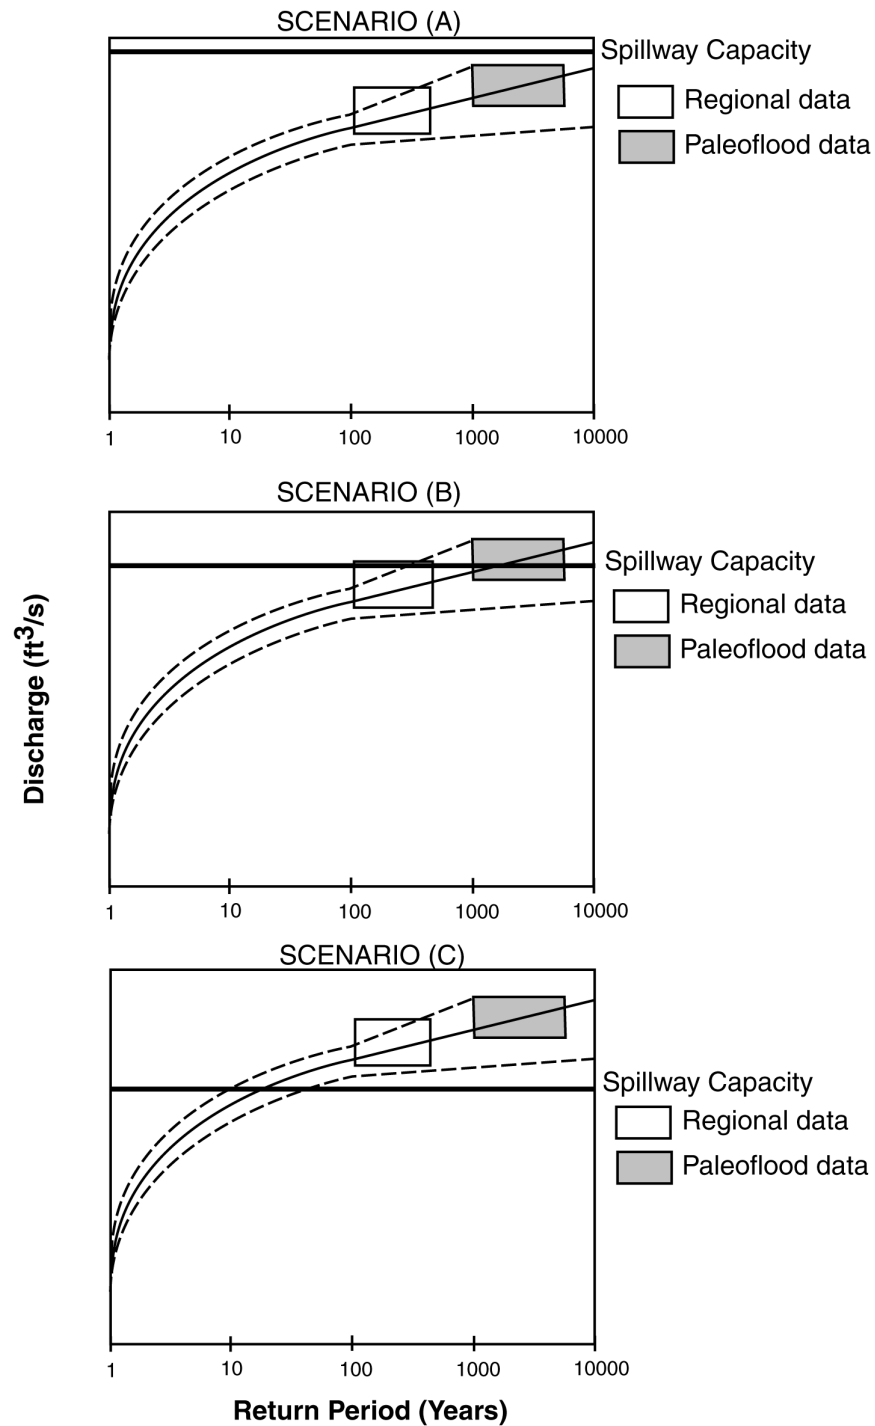 SCENARIO (A)
Spillway Capacity
Regional data
Paleoflood data
1 10 100 1000 10000
SCENARIO (B)
Spillway Capacity
Regional data
Paleoflood data
Discharge (ft³/s)
1 10 100 1000 10000
SCENARIO (C)
Spillway Capacity
Regional data
Paleoflood data
1 10 100 1000 10000
Return Period (Years)